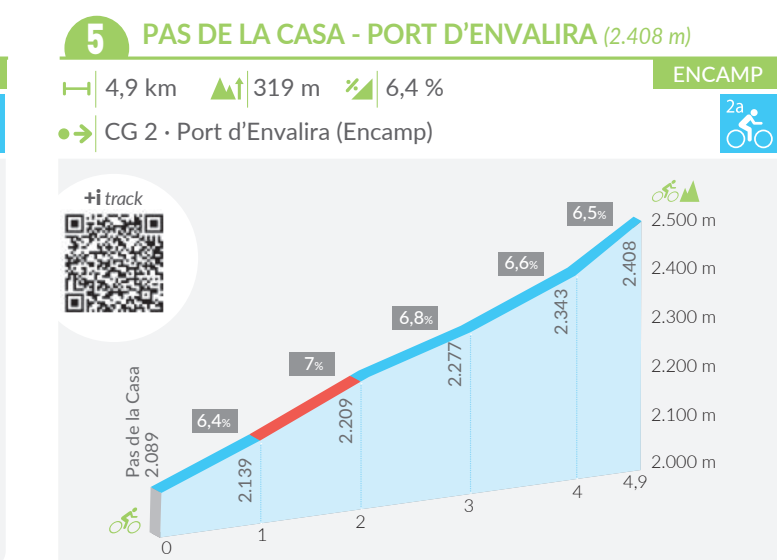 5 PAS DE LA CASA - PORT D’ENVALIRA (2.408 m)
4,9 km 319 m 6,4 % ENCAMP
CG 2 · Port d’Envalira (Encamp) 2a
+i track
6,5%
2.500 m
6,6%
2.408
2.400 m
6,8%
2.343
2.300 m
7%
2.277
2.200 m
Pas de la Casa
2.089
6,4%
2.209
2.100 m
2.139
2.000 m
0 1 2 3 4 4,9